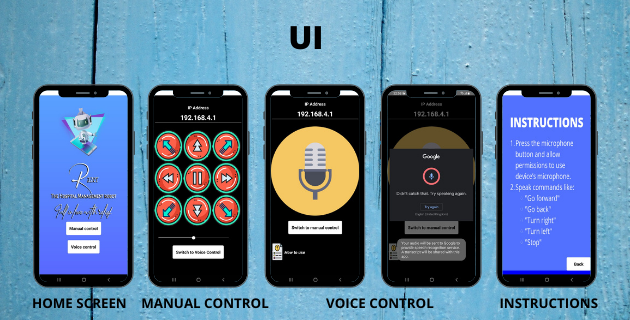 UI
IP Address
192.168.4.1
Switch to Voice Control
Manual control
Voice control
IP Address
192.168.4.1
Switch to manual control
How to use
IP Address
192.168.4.1
Google
Didn't catch that. Try speaking again.
Try again
Switch to manual control
INSTRUCTIONS
1.Press the microphone
button and allow
permissions to use
device's microphone.
2.Speak commands like:
"Go forward"
"Go back"
"Turn right"
"Turn left"
"Stop"
Back
HOME SCREEN
MANUAL CONTROL
VOICE CONTROL
INSTRUCTIONS